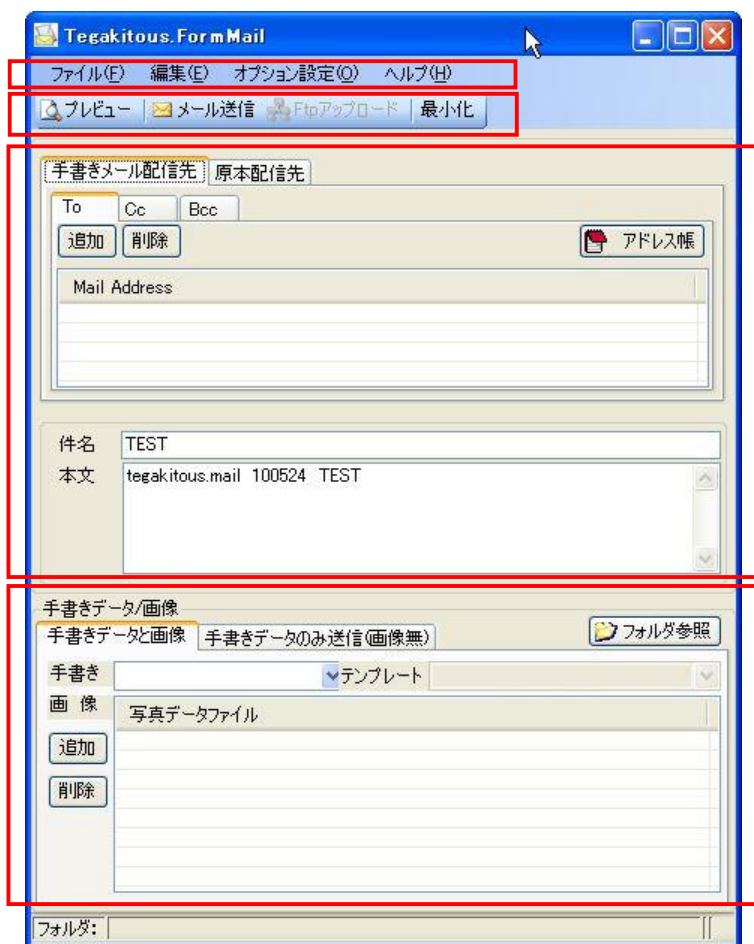 Tegakitous.FormMail
ファイル(F) 編集(E) オプション設定(O) ヘルプ(H)
プレビュー メール送信 Ftpアップロード 最小化
手書きメール配信先 原本配信先
To Cc Bcc
追加 削除 アドレス帳
Mail Address
件名 TEST
本文 tegakitous.mail 100524 TEST
手書きデータ/画像
手書きデータと画像 手書きデータのみ送信(画像無) フォルダ参照
手書き テンプレート
画 像 写真データファイル
追加
削除
フォルダ: